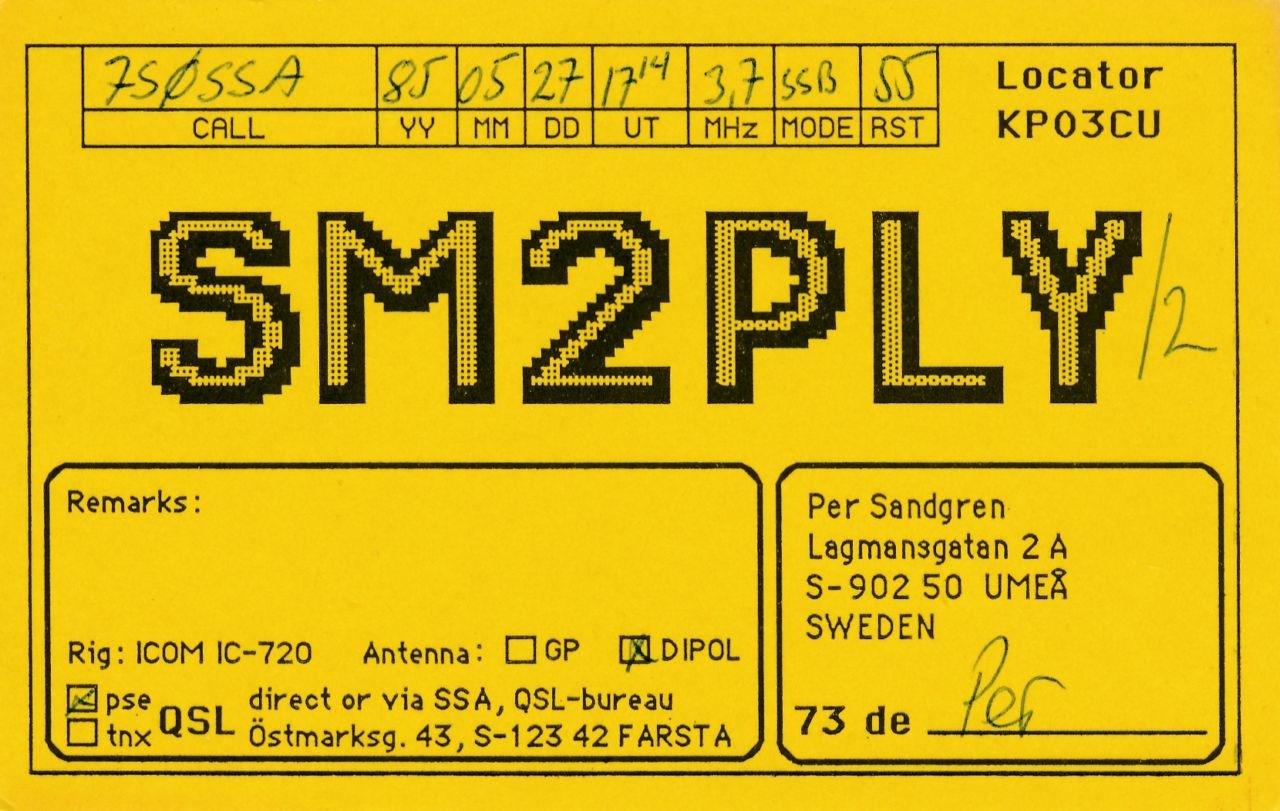 7SØSSA 85 05 27 17¹⁴ 3,7 SSB 55
CALL YY MM DD UT MHz MODE RST
Locator
KP03CU
SM2PLY/2
Remarks:
Rig: ICOM IC-720 Antenna: GP DIPOL
pse
tnx
QSL
direct or via SSA, QSL-bureau
Östmarksg. 43, S-123 42 FARSTA
Per Sandgren
Lagmansgatan 2 A
S-902 50 UMEÅ
SWEDEN
73 de Per